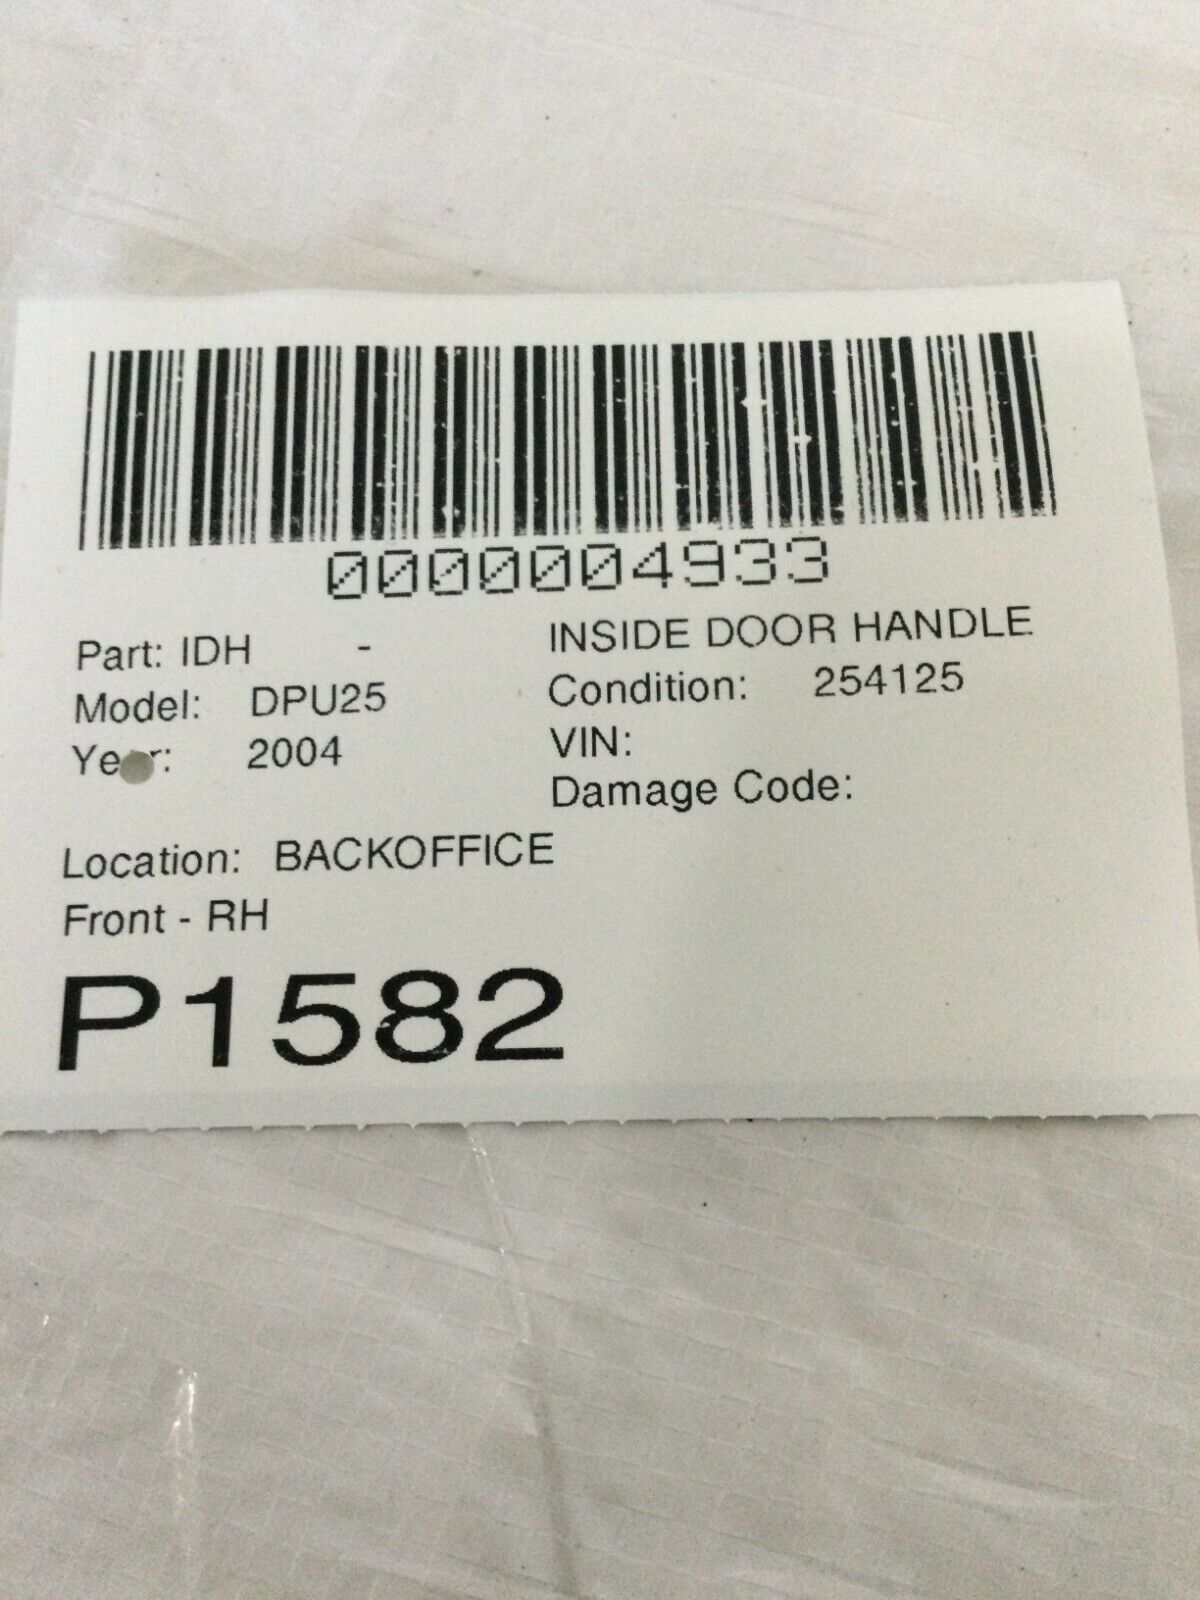 0000004933
Part: IDH - INSIDE DOOR HANDLE
Model: DPU25 Condition: 254125
Year: 2004 VIN:
Damage Code:
Location: BACKOFFICE
Front - RH
P1582